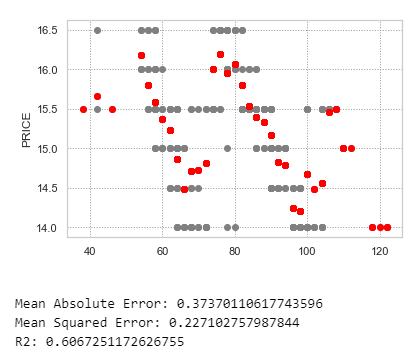 16.5
16.0
15.5
15.0
14.5
14.0
PRICE
40 60 80 100 120
Mean Absolute Error: 0.37370110617743596
Mean Squared Error: 0.227102757987844
R2: 0.6067251172626755